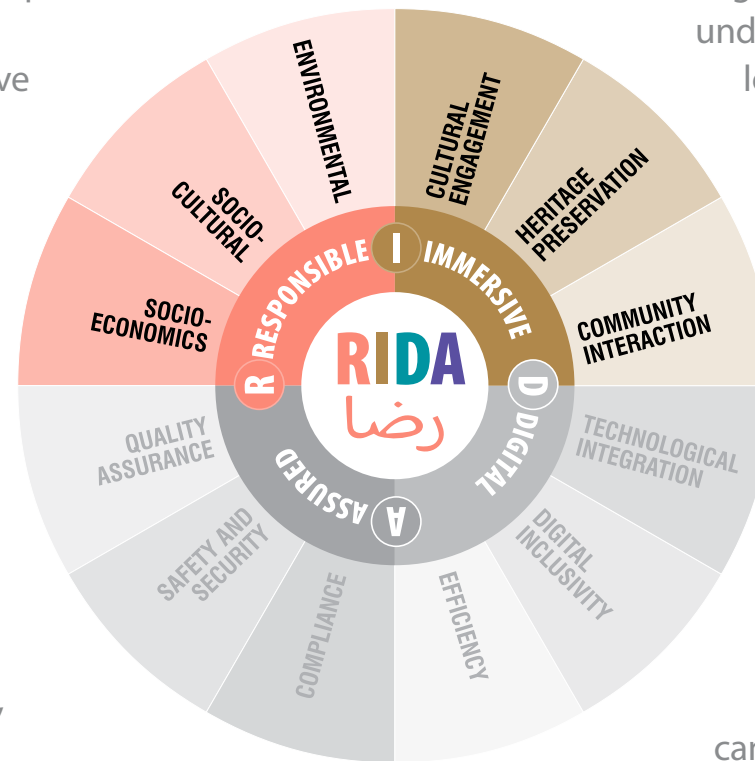 und
ve
ENVIRONMENTAL
CULTURAL
ENGAGEMENT
SOCIO-
CULTURAL
HERITAGE
PRESERVATION
SOCIO-
ECONOMICS
COMMUNITY
INTERACTION
R RESPONSIBLE
I IMMERSIVE
RIDA
رضا
D DIGITAL
A ASSURED
QUALITY
ASSURANCE
TECHNOLOGICAL
INTEGRATION
SAFETY AND
SECURITY
DIGITAL
INCLUSIVITY
COMPLIANCE
EFFICIENCY
car